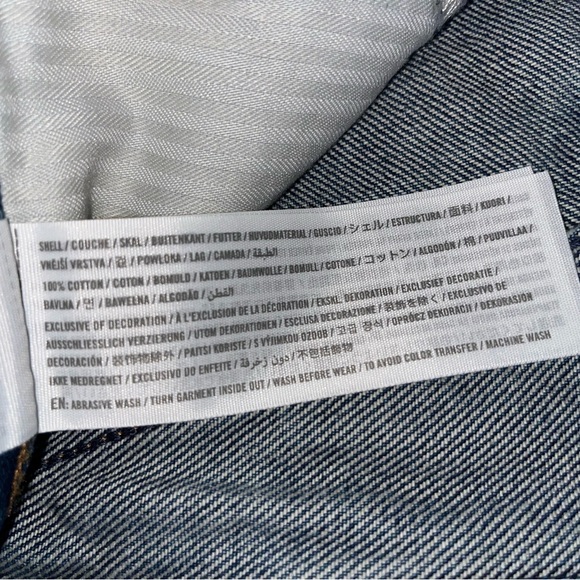 SHELL / COUCHE / SKAL / BUITENKANT / FUTTER / HUVUDMATERIAL / GUSCIO / シェル / ESTRUCTURA / 面料 / KUORI /
VNĚJŠÍ VRSTVA / 겉 / POWŁOKA / LAG / CAMADA / الطبقة /
100% COTTON / COTON / BOMULD / KATOEN / BAUMWOLLE / BOMULL / COTONE / コットン / ALGODÓN / 棉 / PUUVILLAA /
BAVLNA / 면 / BAWEŁNA / ALGODÃO / القطن /
EXCLUSIVE OF DECORATION / À L'EXCLUSION DE LA DÉCORATION / EKSKL. DEKORATION / EXCLUSIEF DECORATIE /
AUSSCHLIESSLICH VERZIERUNG / UTOM DEKORATIONEN / ESCLUSA DECORAZIONE / 装飾を除く / EXCLUSIVO DE
DECORACIÓN / 装饰物除外 / PAITSI KORISTE / S VÝJIMKOU OZDOB / 고급 장식 / OPRÓCZ DEKORACJI / DEKORASJON
IKKE MEDREGNET / EXCLUSIVO DO ENFEITE / دون زخرفة / 不包括飾物
EN: ABRASIVE WASH / TURN GARMENT INSIDE OUT / WASH BEFORE WEAR / TO AVOID COLOR TRANSFER / MACHINE WASH